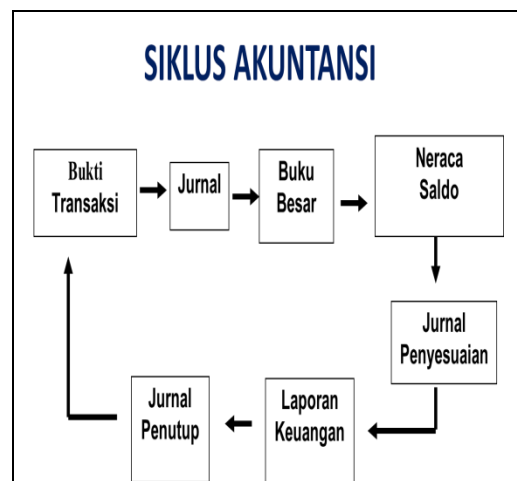 SIKLUS AKUNTANSI
Bukti
Transaksi
Jurnal
Buku
Besar
Neraca
Saldo
Jurnal
Penyesuaian
Laporan
Keuangan
Jurnal
Penutup